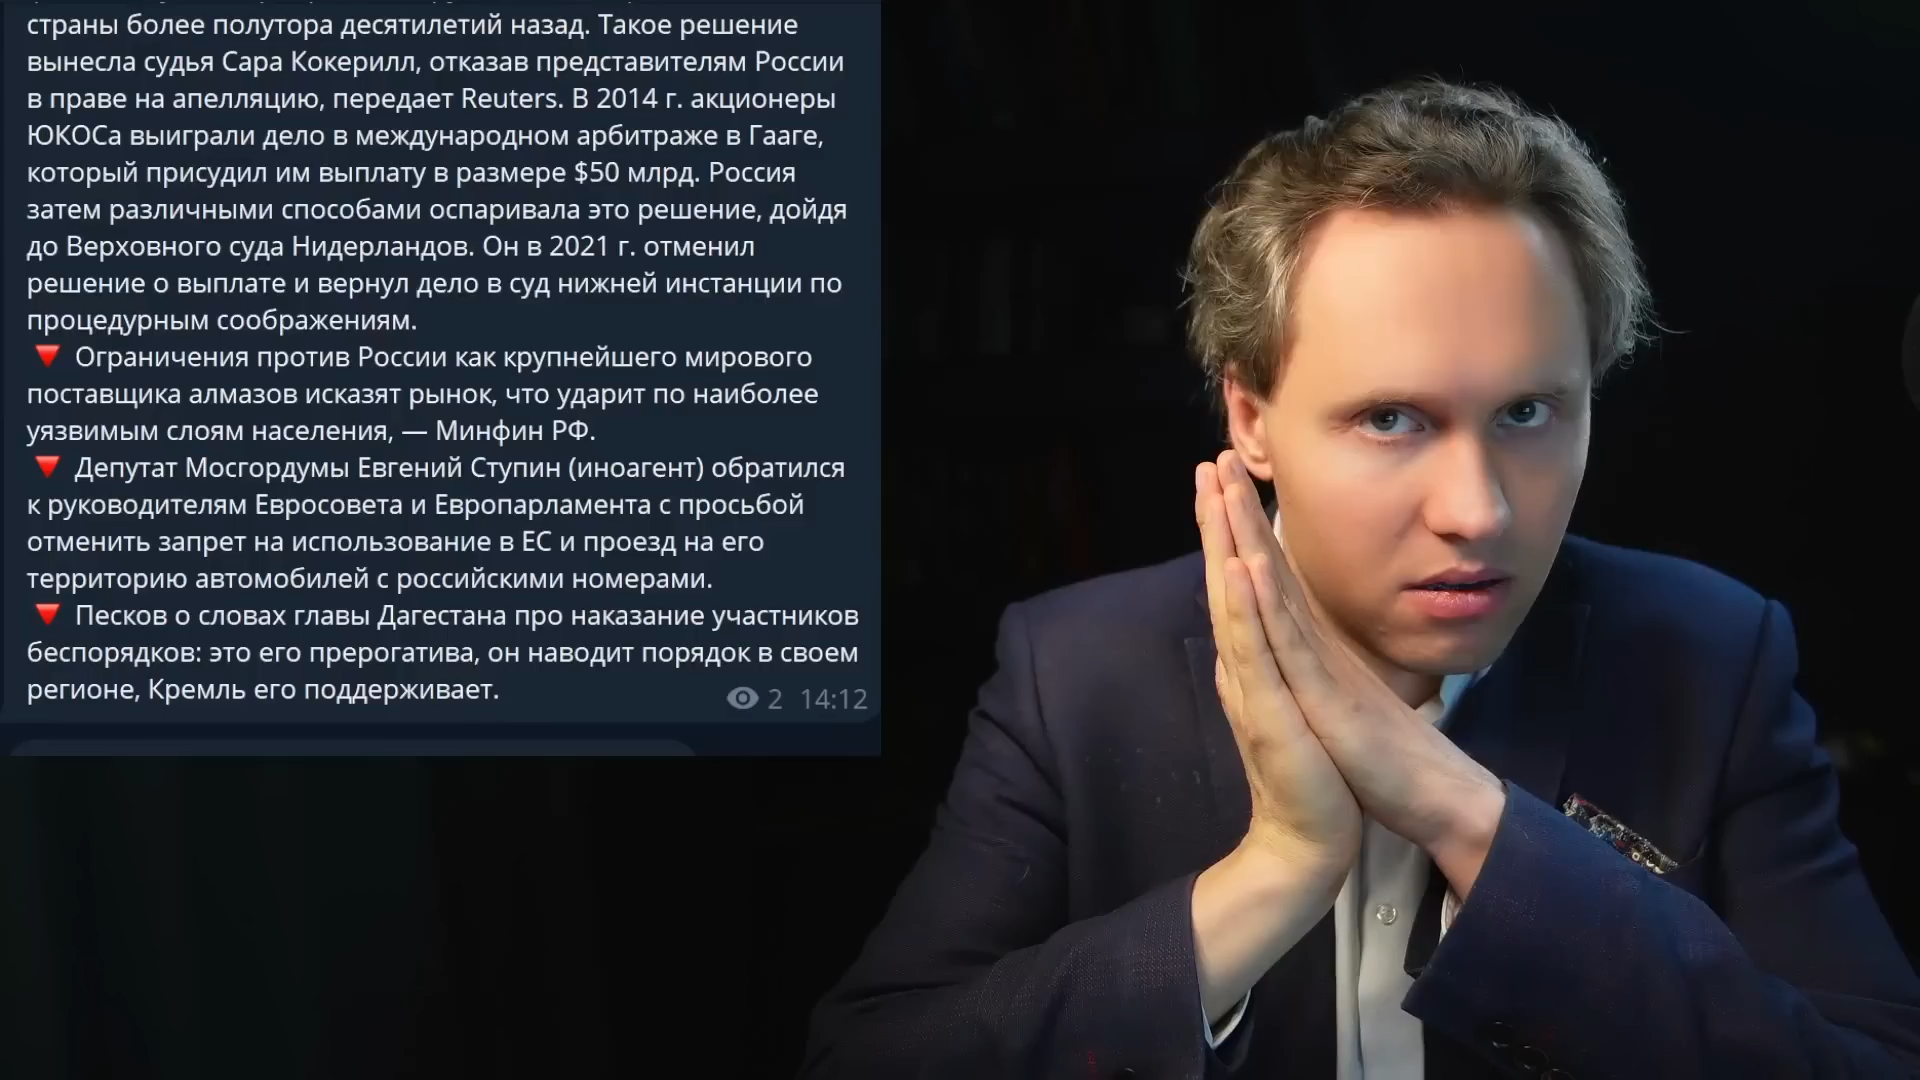 страны более полутора десятилетий назад. Такое решение
вынесла судья Сара Кокерилл, отказав представителям России
в праве на апелляцию, передает Reuters. В 2014 г. акционеры
ЮКОСа выиграли дело в международном арбитраже в Гааге,
который присудил им выплату в размере $50 млрд. Россия
затем различными способами оспаривала это решение, дойдя
до Верховного суда Нидерландов. Он в 2021 г. отменил
решение о выплате и вернул дело в суд нижней инстанции по
процедурным соображениям.
🔻 Ограничения против России как крупнейшего мирового
поставщика алмазов исказят рынок, что ударит по наиболее
уязвимым слоям населения, — Минфин РФ.
🔻 Депутат Мосгордумы Евгений Ступин (иноагент) обратился
к руководителям Евросовета и Европарламента с просьбой
отменить запрет на использование в ЕС и проезд на его
территорию автомобилей с российскими номерами.
🔻 Песков о словах главы Дагестана про наказание участников
беспорядков: это его прерогатива, он наводит порядок в своем
регионе, Кремль его поддерживает.
2 14:12